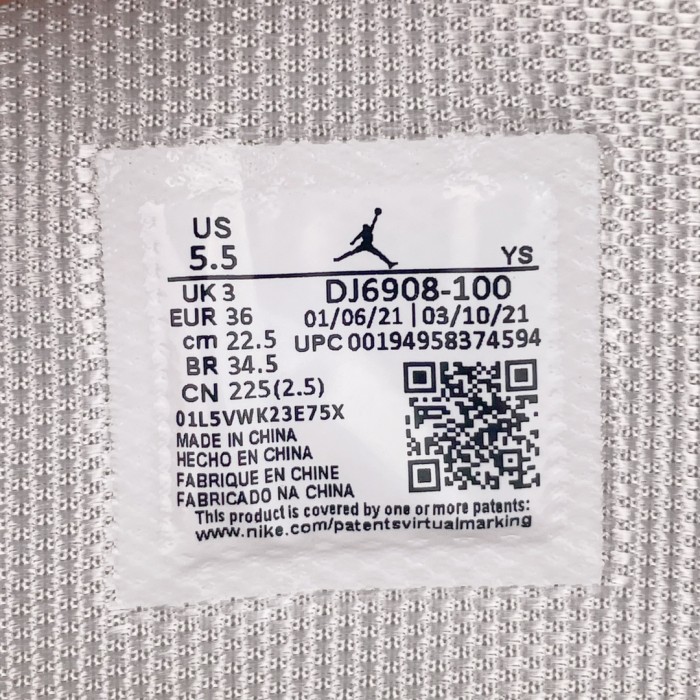 US
5.5
YS
UK 3
DJ6908-100
EUR 36
01/06/21 | 03/10/21
cm 22.5
UPC 00194958374594
BR 34.5
CN 225(2.5)
01L5VWK23E75X
MADE IN CHINA
HECHO EN CHINA
FABRIQUE EN CHINE
FABRICADO NA CHINA
This product is covered by one or more patents:
www.nike.com/patentsvirtualmarking